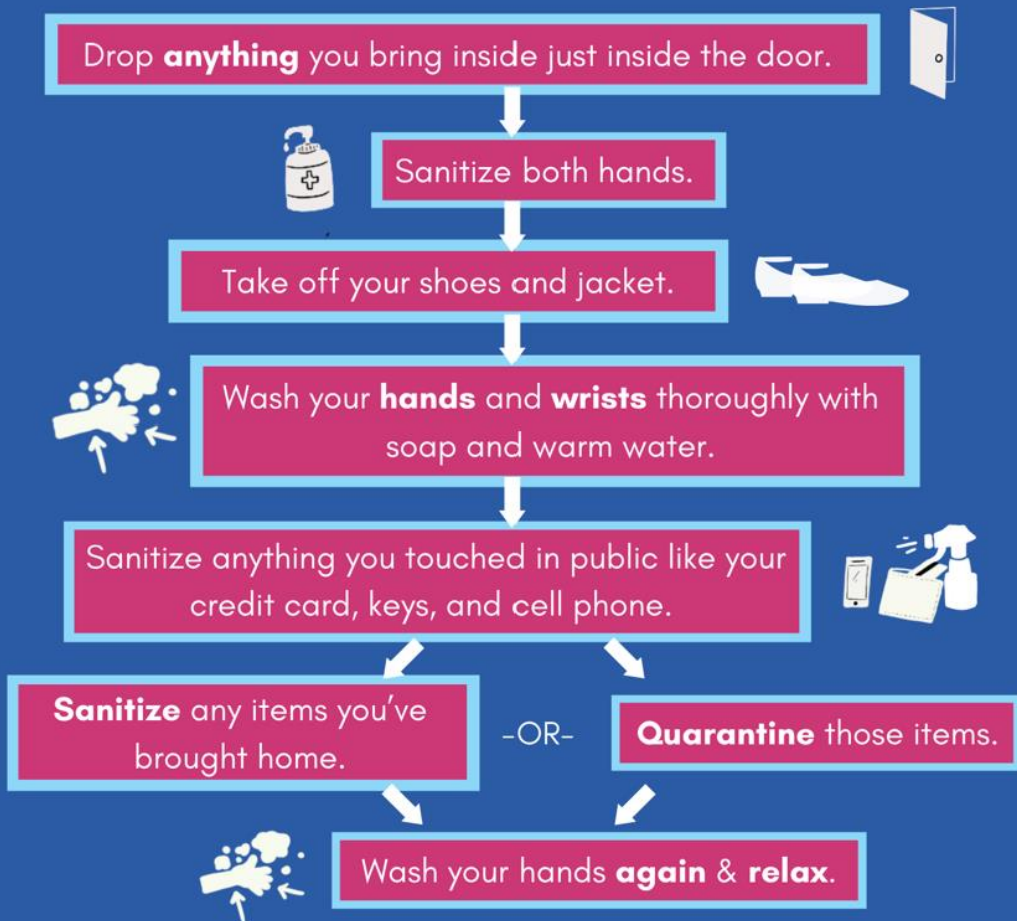 Drop anything you bring inside just inside the door.
Sanitize both hands.
Take off your shoes and jacket.
Wash your hands and wrists thoroughly with
soap and warm water.
Sanitize anything you touched in public like your
credit card, keys, and cell phone.
Sanitize any items you’ve
brought home.
-OR-
Quarantine those items.
Wash your hands again & relax.